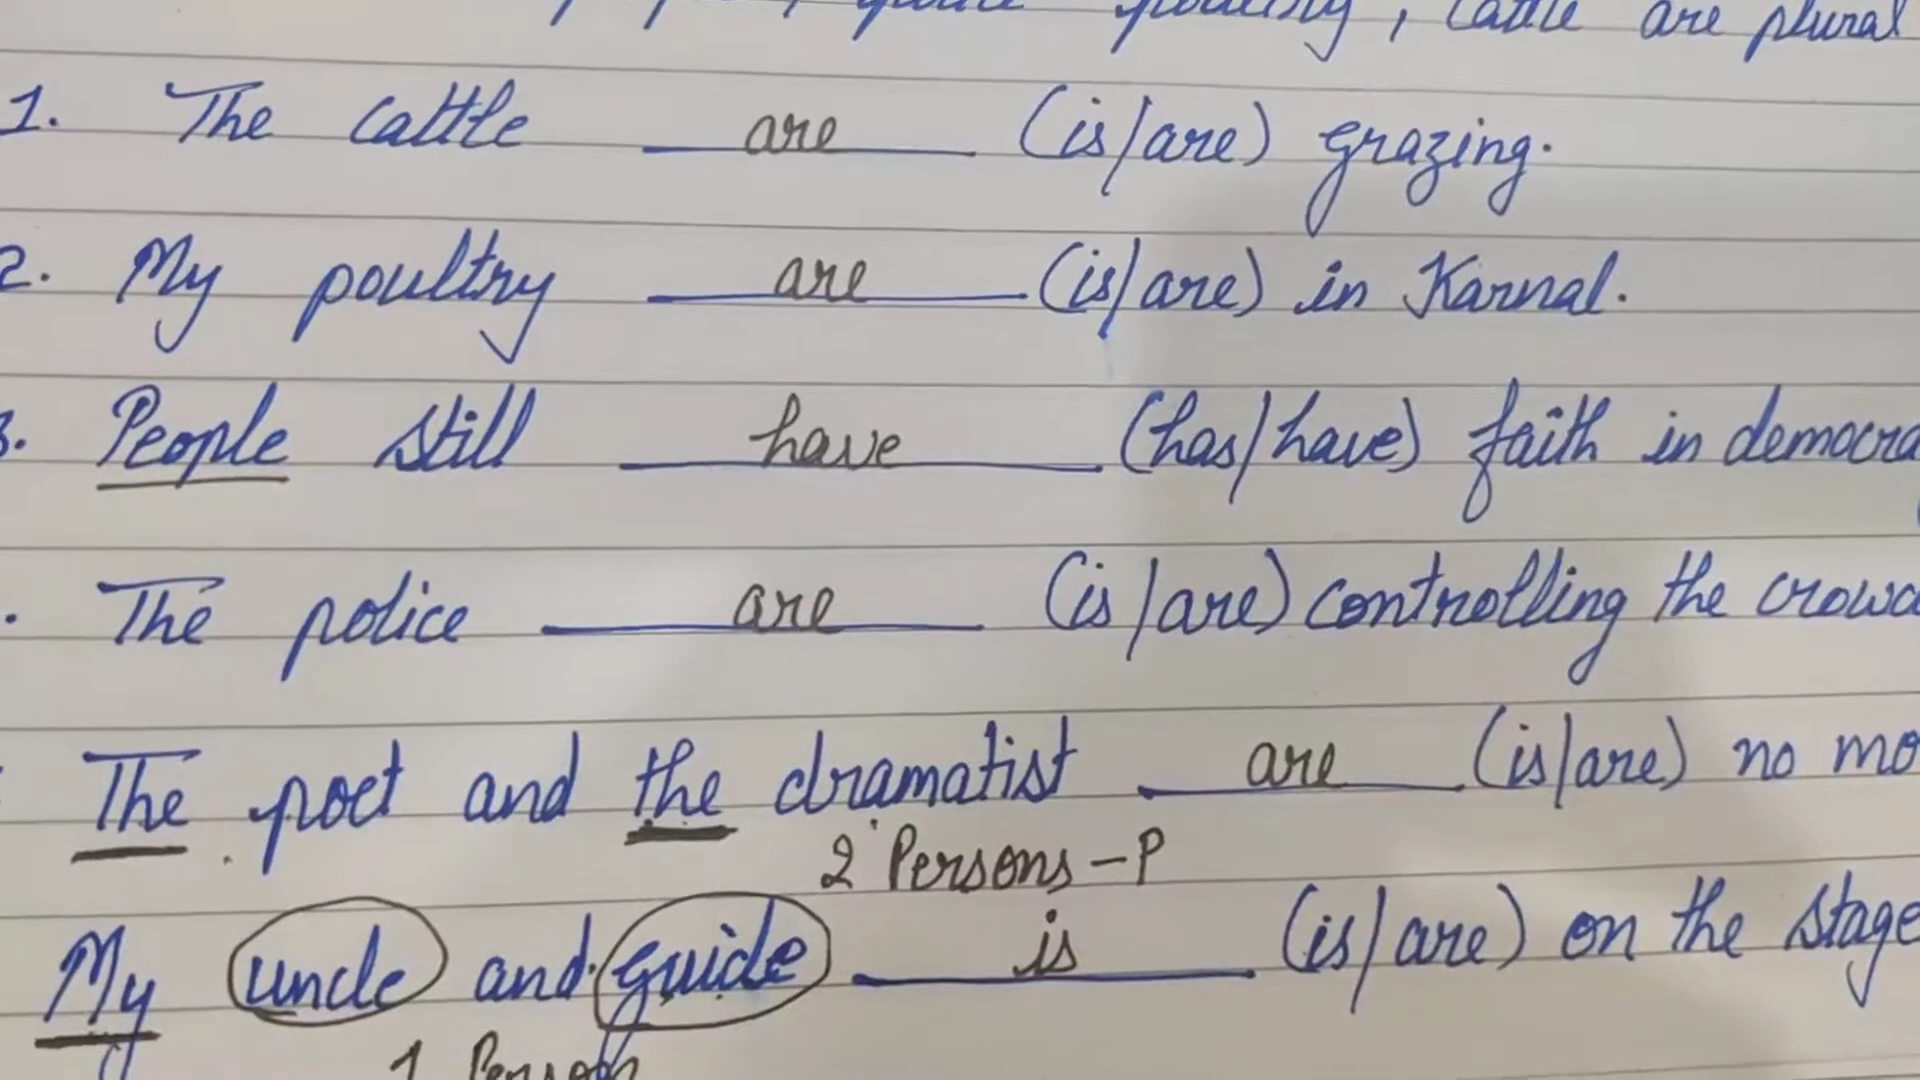 cattle are plural
1. The cattle are (is/are) grazing.
2. My poultry are (is/are) in Karnal.
3. People still have (has/have) faith in democra
. The police are (is/are) controlling the crowd
The poet and the dramatist are (is/are) no mo
2 Persons - P
My uncle and guide is (is/are) on the stage
1 Person